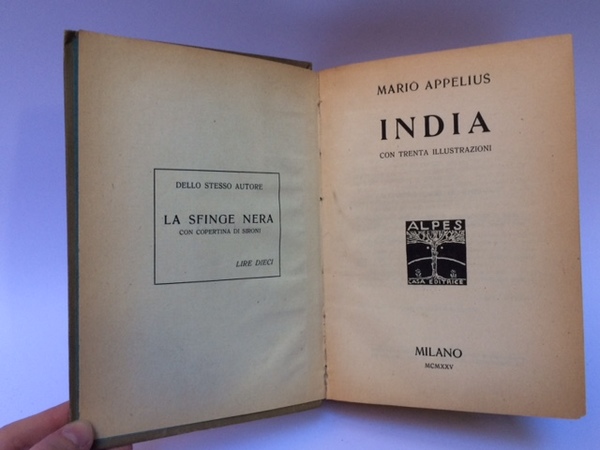 DELLO STESSO AUTORE
LA SFINGE NERA
CON COPERTINA DI SIRONI
LIRE DIECI
MARIO APPELIUS
INDIA
CON TRENTA ILLUSTRAZIONI
ALPES
CASA EDITRICE
MILANO
MCMXXV